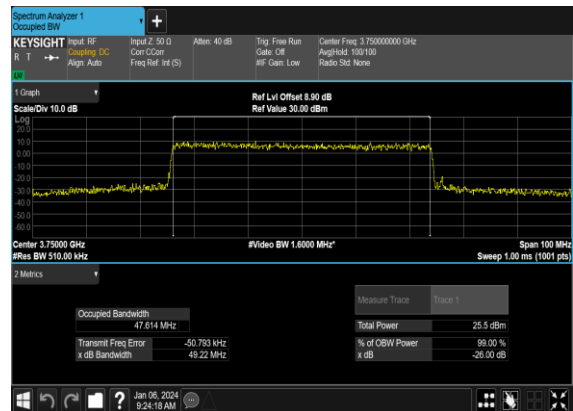 Spectrum Analyzer 1
Occupied BW
KEYSIGHT
R T
LW
Input: RF
Coupling: DC
Align: Auto
Input Z: 50 Ω
Corr CCorr
Freq Ref: Int (S)
Atten: 40 dB
Trig: Free Run
Gate: Off
#IF Gain: Low
Center Freq: 3.750000000 GHz
Avg|Hold: 100/100
Radio Std: None
1 Graph
Scale/Div 10.0 dB
Ref Lvl Offset 8.90 dB
Ref Value 30.00 dBm
Log
20.0
10.0
0.00
-10.0
-20.0
-30.0
-40.0
-50.0
-60.0
Center 3.75000 GHz
#Res BW 510.00 kHz
#Video BW 1.6000 MHz*
Span 100 MHz
Sweep 1.00 ms (1001 pts)
2 Metrics
Measure Trace Trace 1
Occupied Bandwidth
47.614 MHz
Total Power 25.5 dBm
Transmit Freq Error -50.793 kHz
% of OBW Power 99.00 %
x dB Bandwidth 49.22 MHz
x dB -26.00 dB
Jan 06, 2024
9:24:18 AM